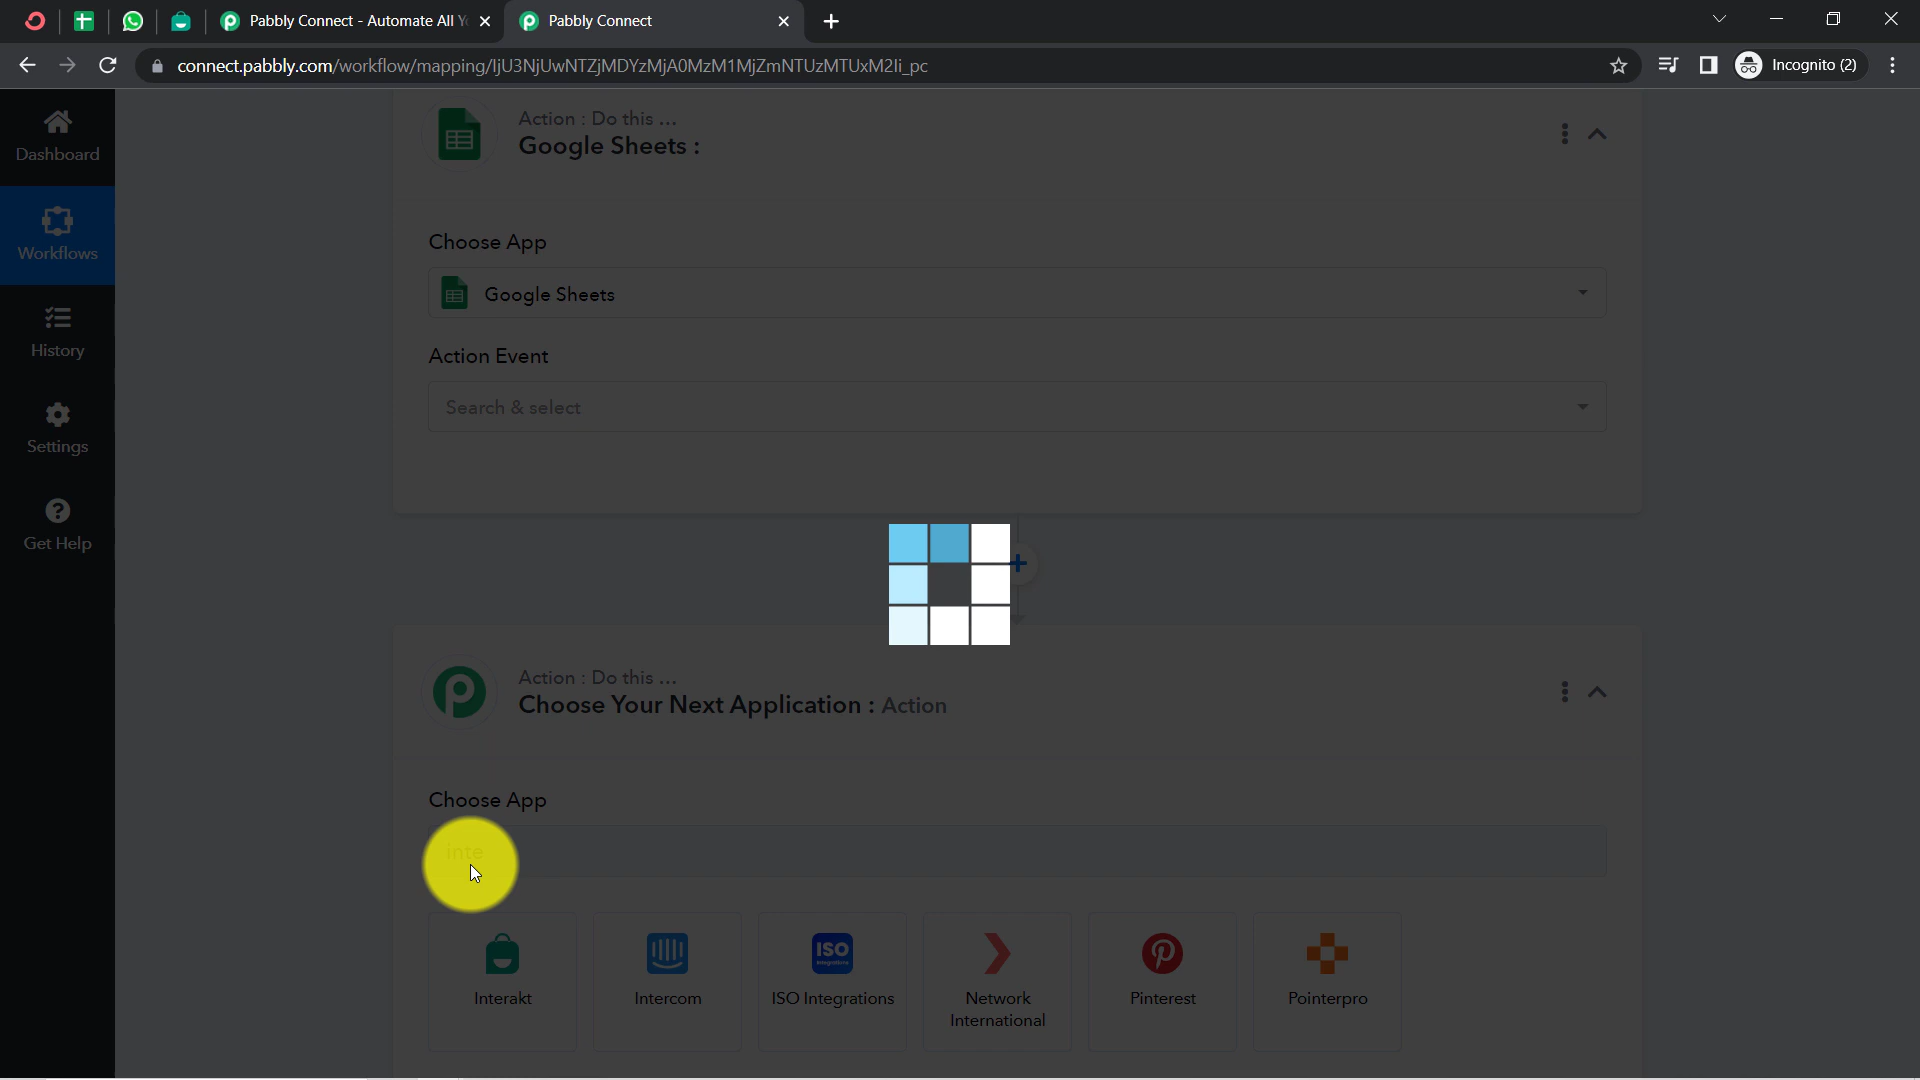 Pabbly Connect - Automate All Yo
Pabbly Connect
connect.pabbly.com/workflow/mapping/IjU3NjUwNTZjMDYzMjA0MzM1MjZmNTUzMTUxM2Ii_pc
Incognito (2)
Dashboard
Workflows
History
Settings
Get Help
Action : Do this ...
Google Sheets :
Choose App
Google Sheets
Action Event
Search & select
Action : Do this ...
Choose Your Next Application : Action
Choose App
inte
Interakt
Intercom
ISO
Integrations
ISO Integrations
Network
International
Pinterest
Pointerpro